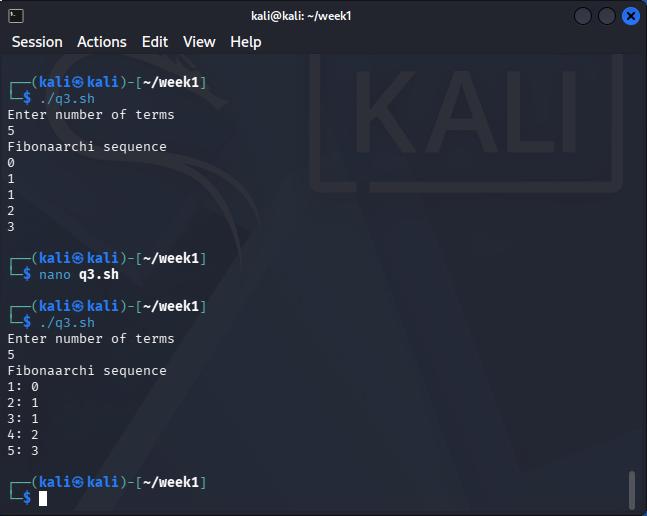 kali@kali: ~/week1
Session Actions Edit View Help
KALI
┌──(kali㉿kali)-[~/week1]
└─$ ./q3.sh
Enter number of terms
5
Fibonaarchi sequence
0
1
1
2
3
┌──(kali㉿kali)-[~/week1]
└─$ nano q3.sh
┌──(kali㉿kali)-[~/week1]
└─$ ./q3.sh
Enter number of terms
5
Fibonaarchi sequence
1: 0
2: 1
3: 1
4: 2
5: 3
┌──(kali㉿kali)-[~/week1]
└─$